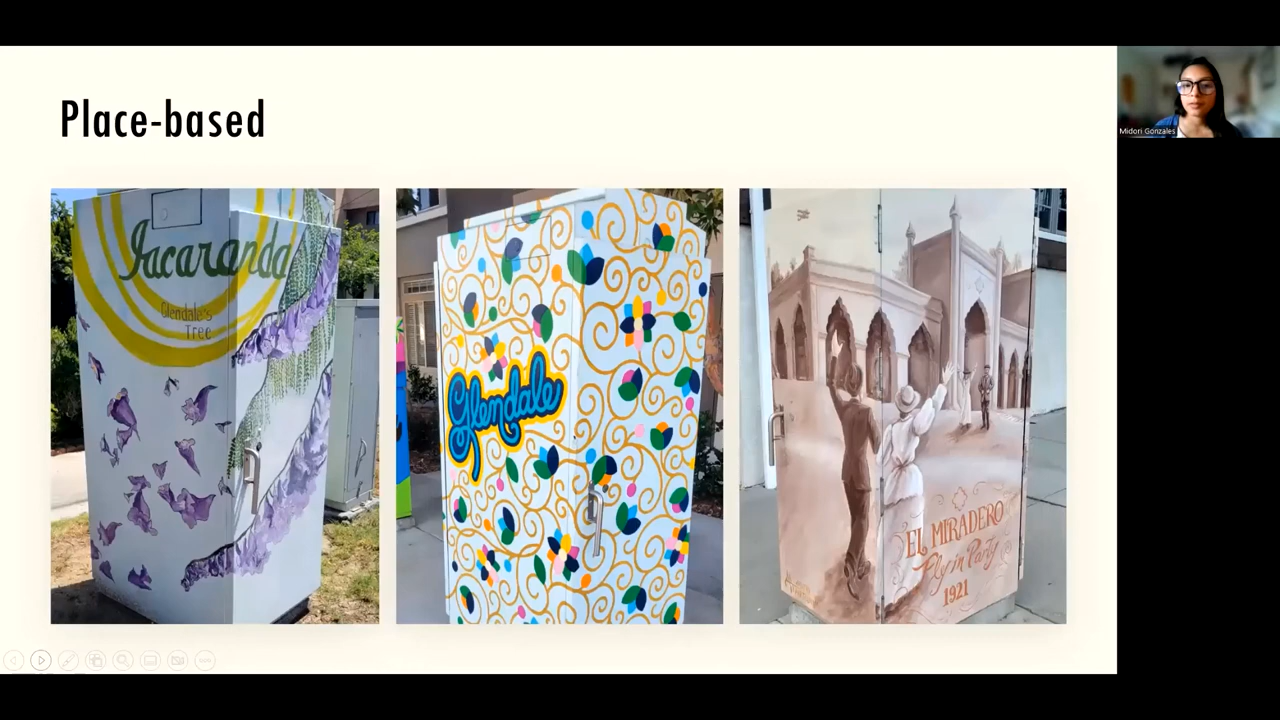 Place-based
Jacaranda
Glendale's
Tree
Glendale
EL MIRADERO
Fly in Party
1921
Midori Gonzales